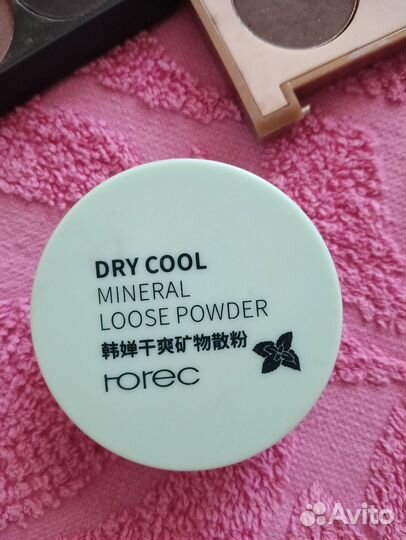 DRY COOL
MINERAL
LOOSE POWDER
韩婵干爽矿物散粉
rorec
Avito